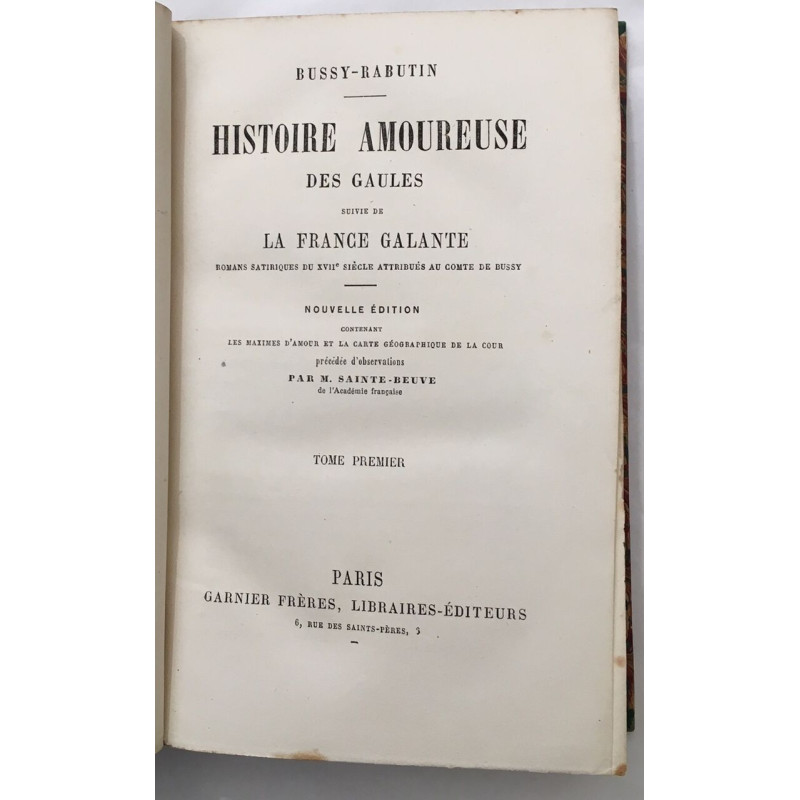 BUSSY-RABUTIN
HISTOIRE AMOUREUSE
DES GAULES
SUIVIE DE
LA FRANCE GALANTE
ROMANS SATIRIQUES DU XVIIe SIÈCLE ATTRIBUÉS AU COMTE DE BUSSY
NOUVELLE ÉDITION
CONTENANT
LES MAXIMES D'AMOUR ET LA CARTE GÉOGRAPHIQUE DE LA COUR
précédée d'observations
PAR M. SAINTE-BEUVE
de l'Académie française
TOME PREMIER
PARIS
GARNIER FRÈRES, LIBRAIRES-ÉDITEURS
6, RUE DES SAINTS-PÈRES,